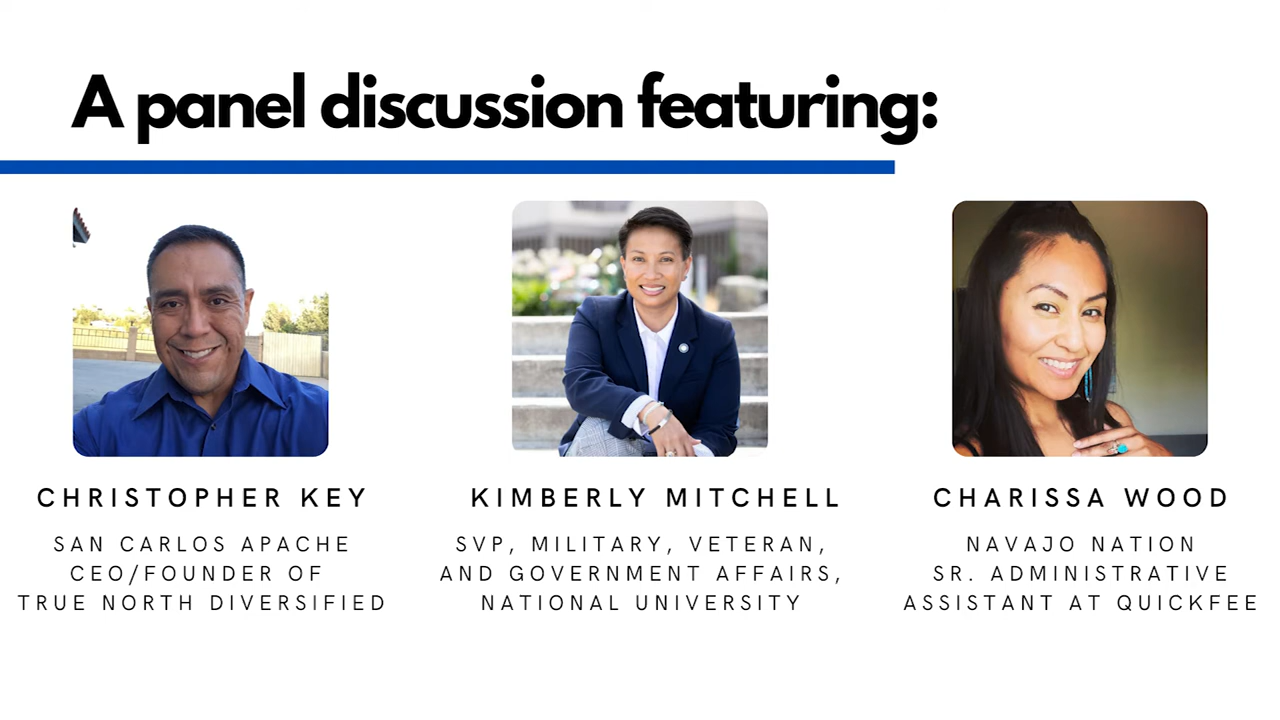 A panel discussion featuring:
CHRISTOPHER KEY
SAN CARLOS APACHE
CEO/FOUNDER OF
TRUE NORTH DIVERSIFIED
KIMBERLY MITCHELL
SVP, MILITARY, VETERAN,
AND GOVERNMENT AFFAIRS,
NATIONAL UNIVERSITY
CHARISSA WOOD
NAVAJO NATION
SR. ADMINISTRATIVE
ASSISTANT AT QUICKFEE